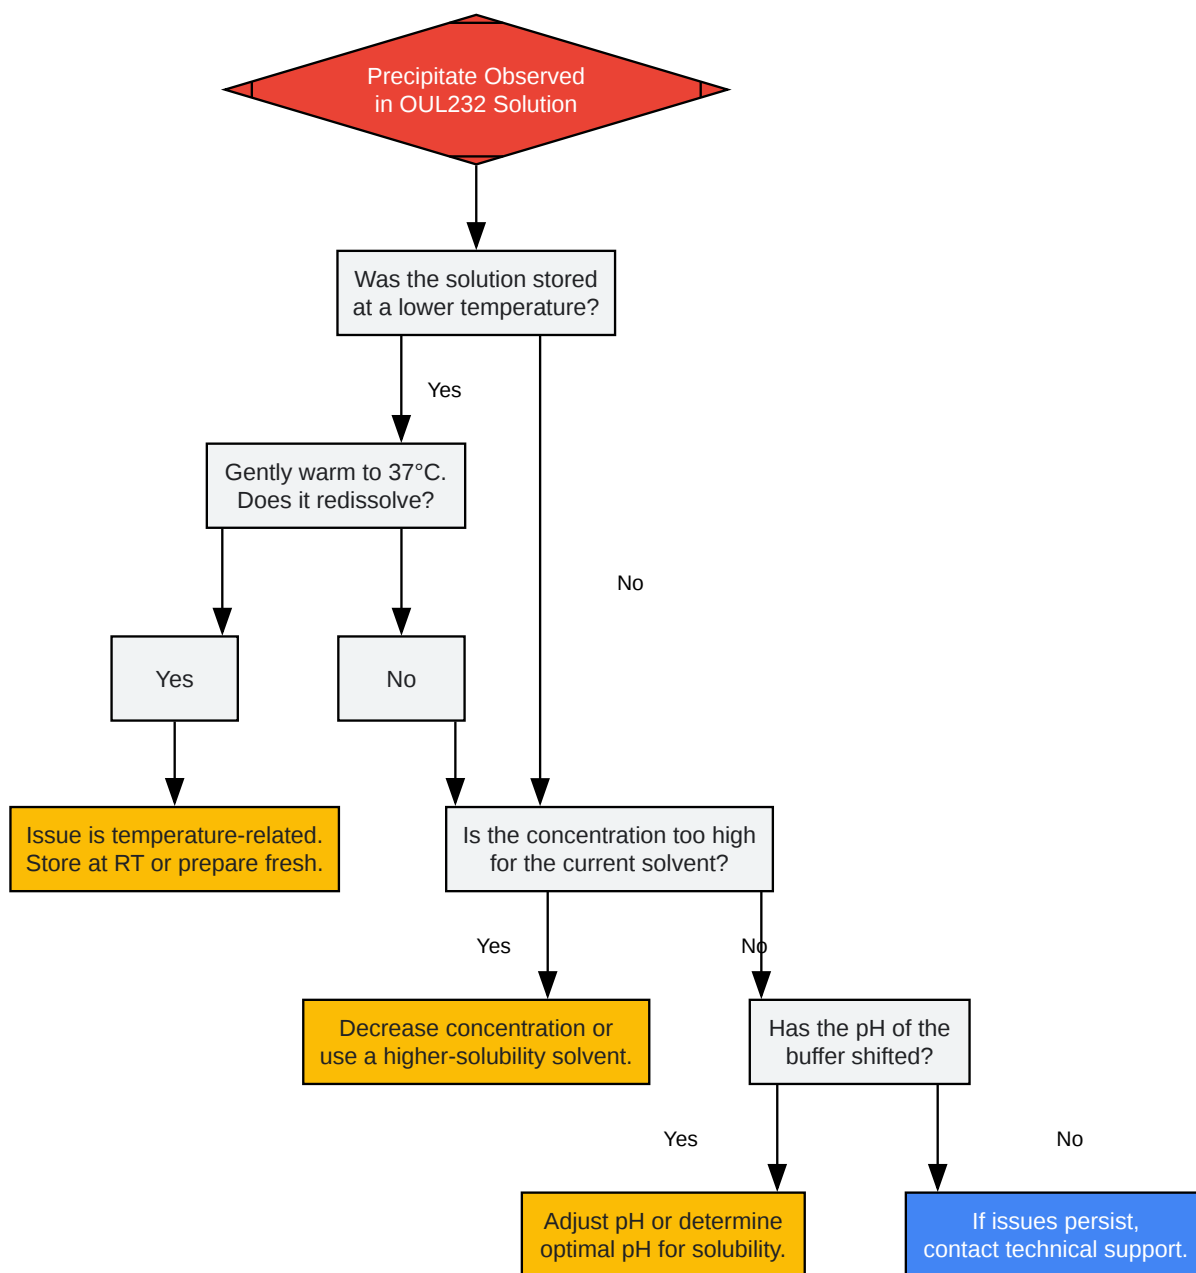 Precipitate Observed
in OUL232 Solution
Was the solution stored
at a lower temperature?
Yes
Gently warm to 37°C.
Does it redissolve?
No
Yes
No
Issue is temperature-related.
Store at RT or prepare fresh.
Is the concentration too high
for the current solvent?
Yes
No
Decrease concentration or
use a higher-solubility solvent.
Has the pH of the
buffer shifted?
Yes
No
Adjust pH or determine
optimal pH for solubility.
If issues persist,
contact technical support.